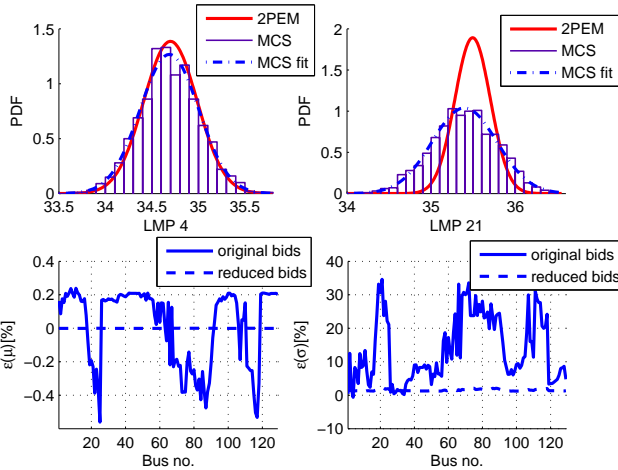 2PEM
MCS
MCS fit
1.5
1
0.5
0
PDF
33.5
34
34.5
35
35.5
LMP 4
2PEM
MCS
MCS fit
2
1.5
1
0.5
0
PDF
34
35
36
LMP 21
original bids
reduced bids
0.4
0.2
0
−0.2
−0.4
ε(μ)[%]
20
40
60
80
100
120
Bus no.
original bids
reduced bids
40
30
20
10
0
−10
ε(σ)[%]
20
40
60
80
100
120
Bus no.